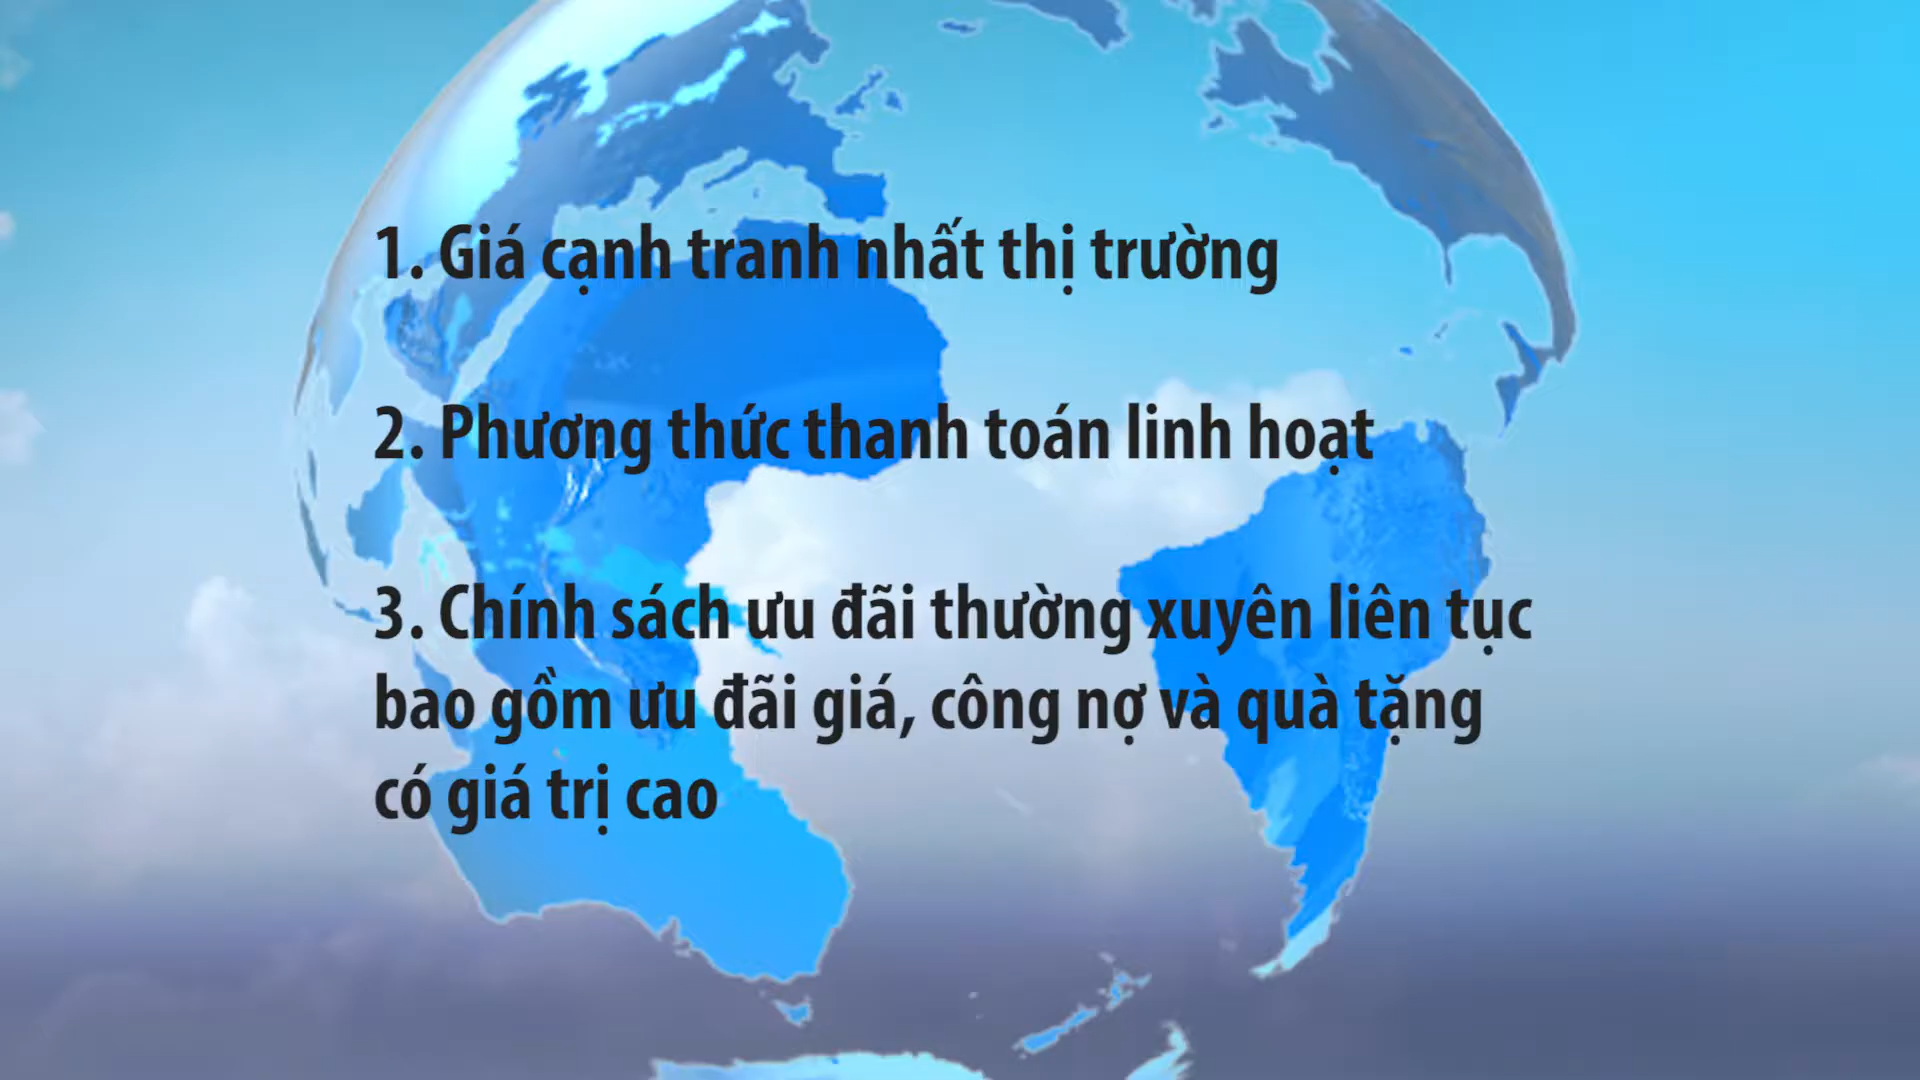 1. Giá cạnh tranh nhất thị trường
2. Phương thức thanh toán linh hoạt
3. Chính sách ưu đãi thường xuyên liên tục
bao gồm ưu đãi giá, công nợ và quà tặng
có giá trị cao